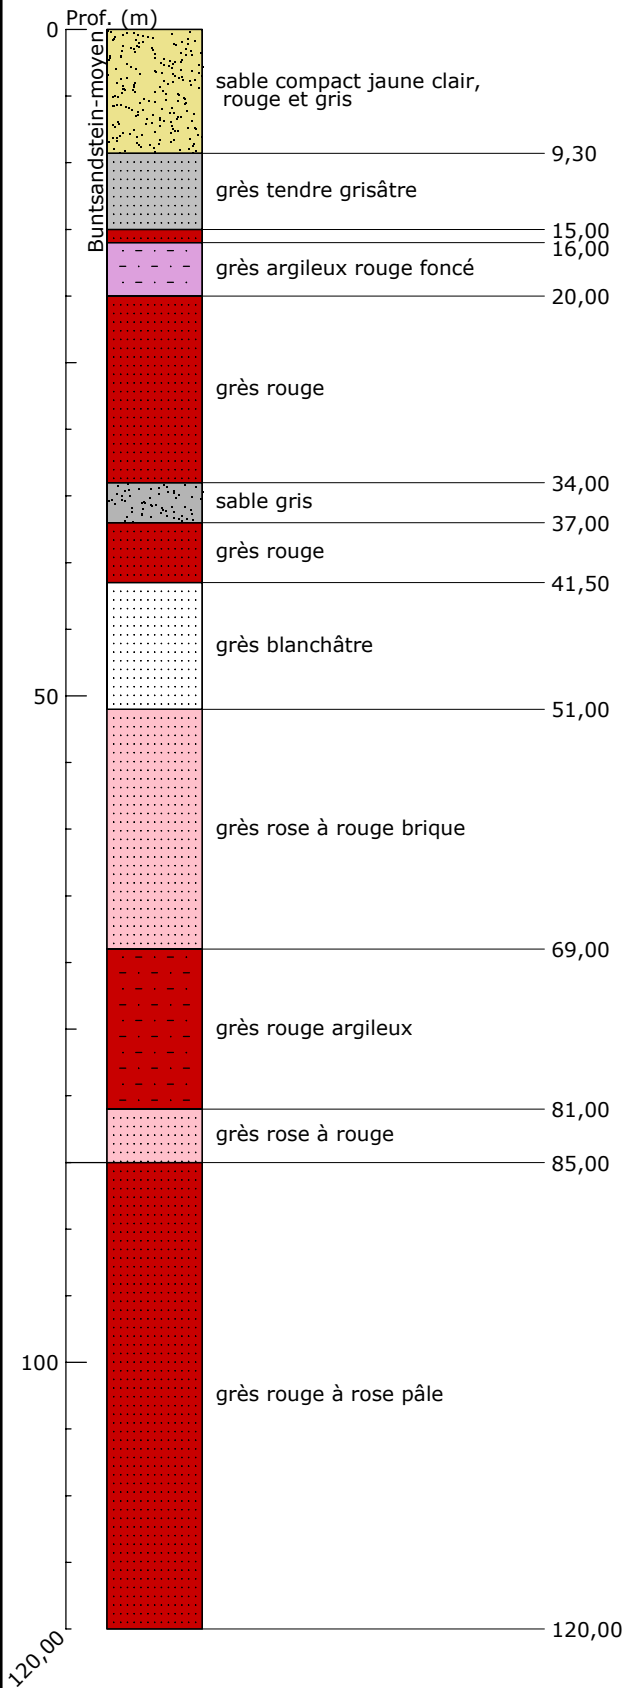 Prof. (m)
0
Buntsandstein-moyen
sable compact jaune clair,
rouge et gris
9,30
grès tendre grisâtre
15,00
16,00
grès argileux rouge foncé
20,00
grès rouge
34,00
sable gris
37,00
grès rouge
41,50
grès blanchâtre
50
51,00
grès rose à rouge brique
69,00
grès rouge argileux
81,00
grès rose à rouge
85,00
100
grès rouge à rose pâle
120,00
120,00